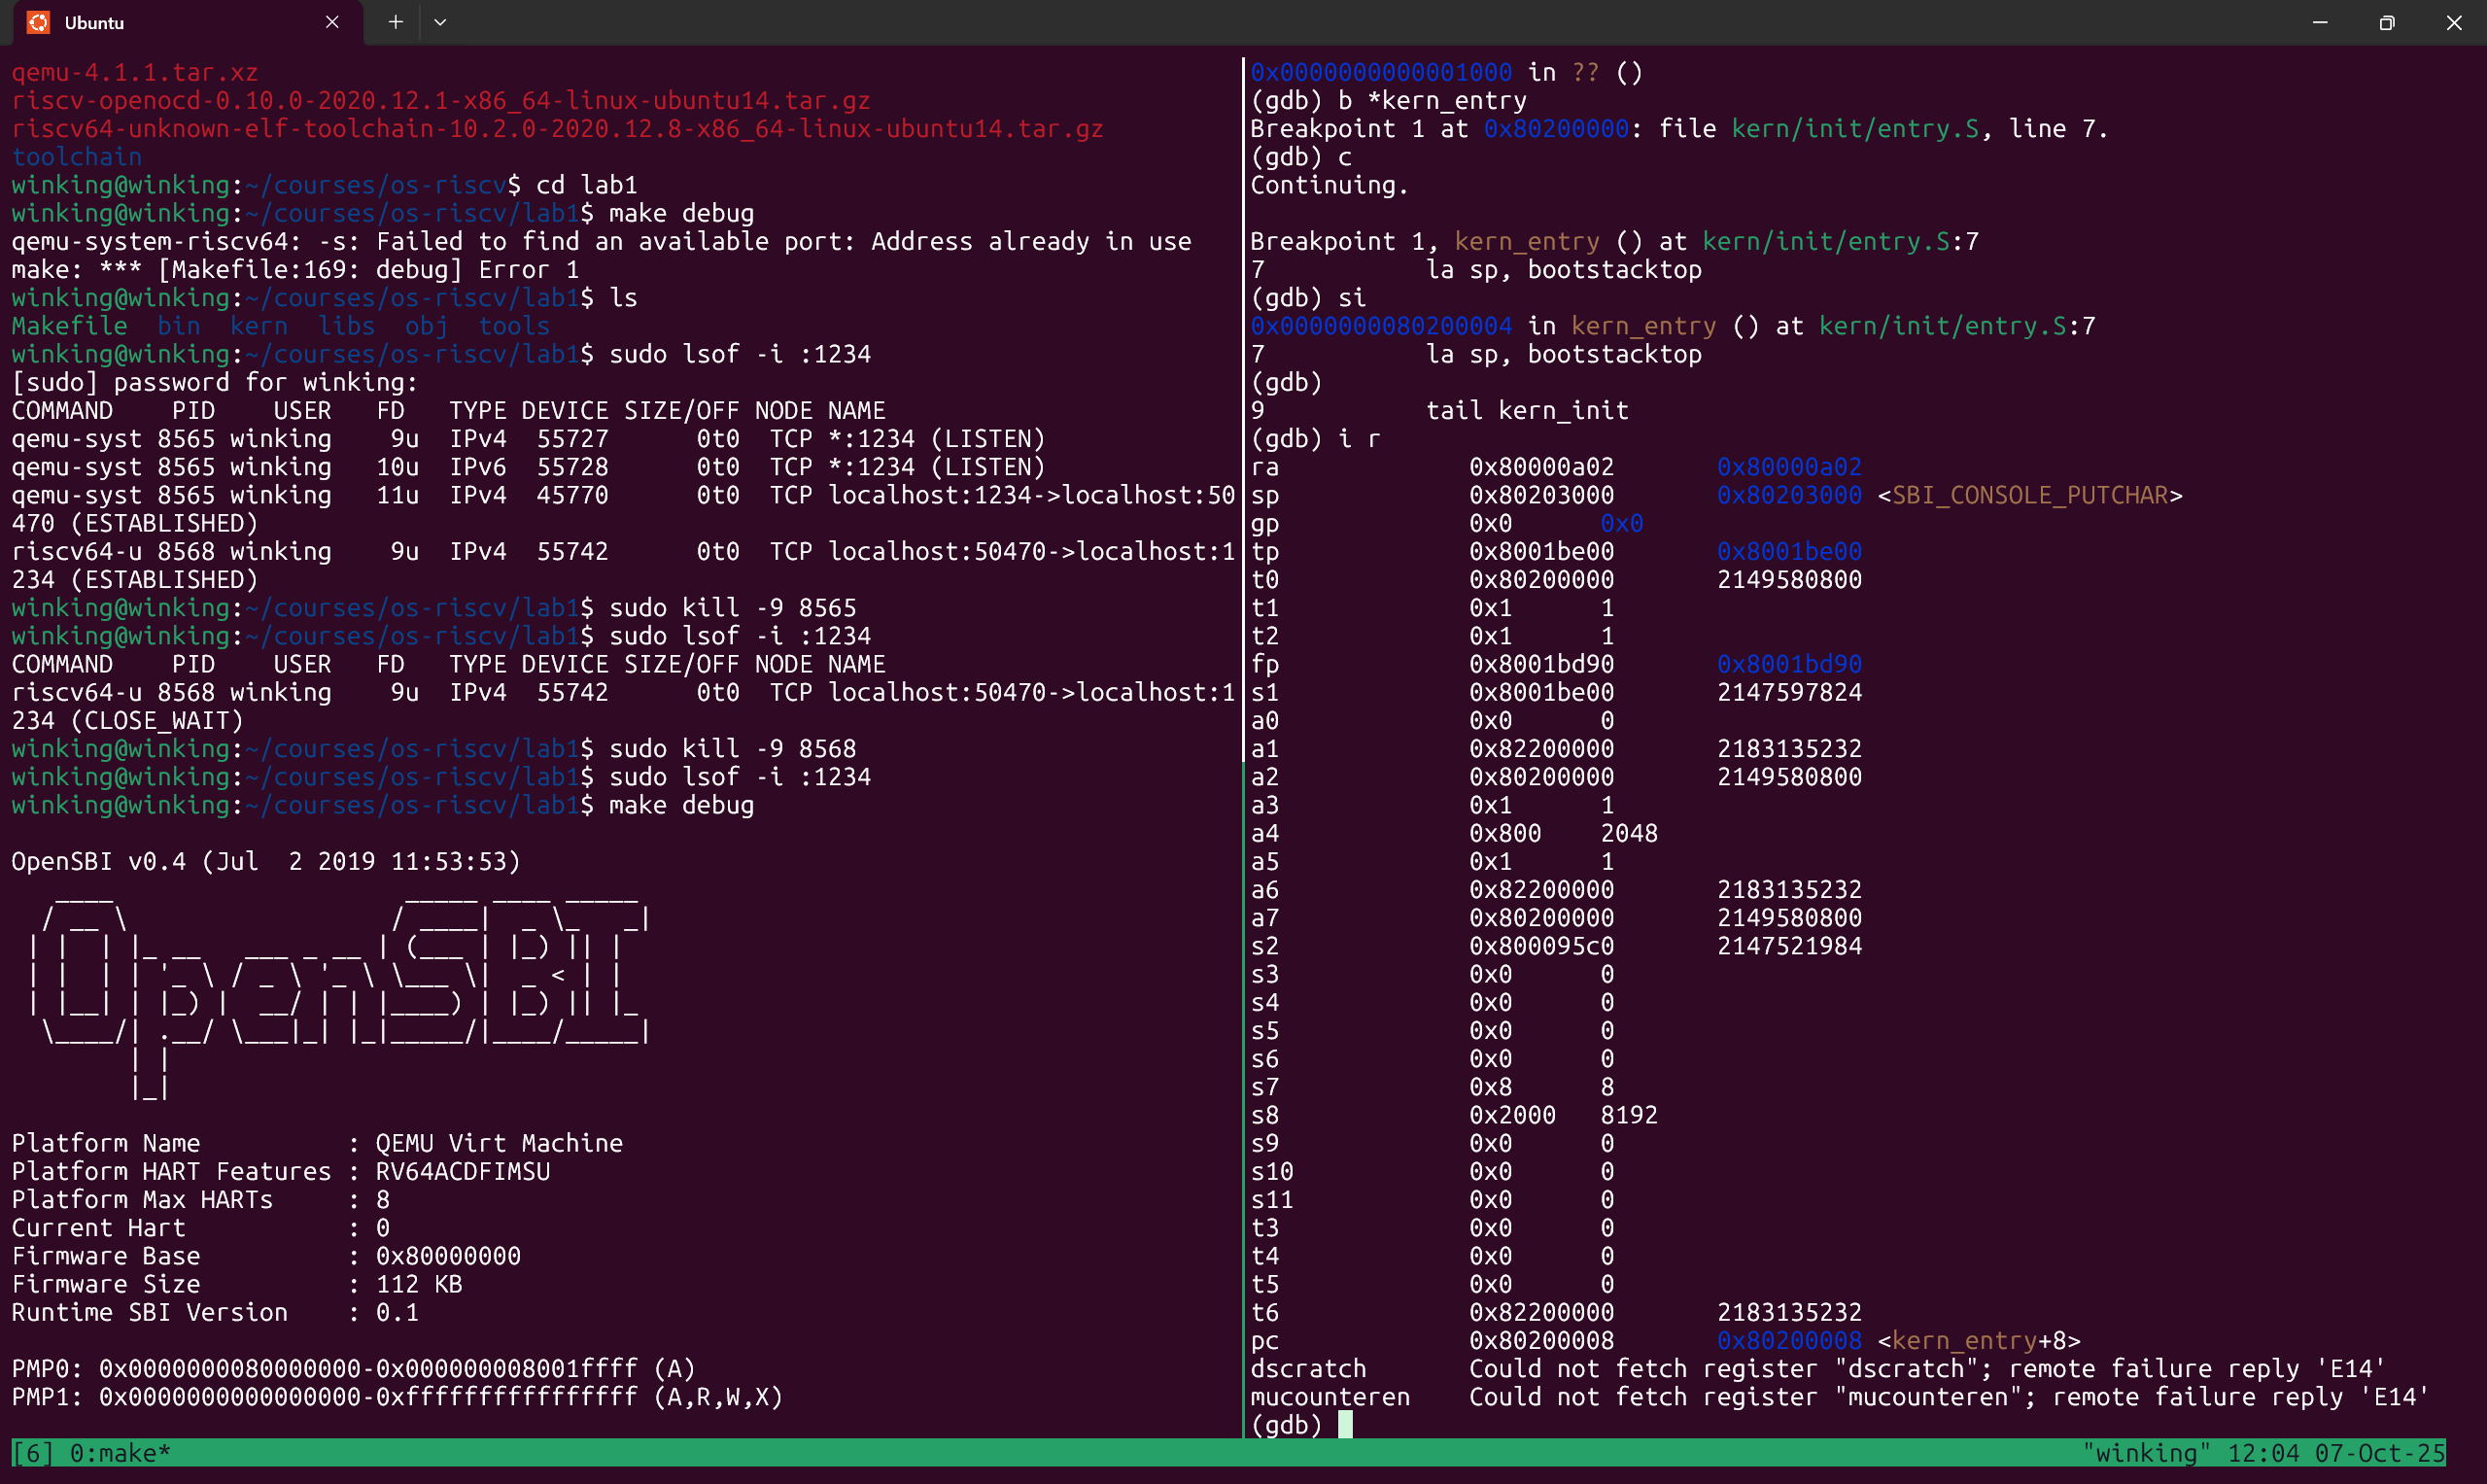 Ubuntu
qemu-4.1.1.tar.xz
riscv-openocd-0.10.0-2020.12.1-x86_64-linux-ubuntu14.tar.gz
riscv64-unknown-elf-toolchain-10.2.0-2020.12.8-x86_64-linux-ubuntu14.tar.gz
toolchain
winking@winking:~/courses/os-riscv$ cd lab1
winking@winking:~/courses/os-riscv/lab1$ make debug
qemu-system-riscv64: -s: Failed to find an available port: Address already in use
make: *** [Makefile:169: debug] Error 1
winking@winking:~/courses/os-riscv/lab1$ ls
Makefile  bin  kern  libs  obj  tools
winking@winking:~/courses/os-riscv/lab1$ sudo lsof -i :1234
[sudo] password for winking:
COMMAND    PID    USER   FD   TYPE DEVICE SIZE/OFF NODE NAME
qemu-syst 8565 winking    9u  IPv4  55727      0t0  TCP *:1234 (LISTEN)
qemu-syst 8565 winking   10u  IPv6  55728      0t0  TCP *:1234 (LISTEN)
qemu-syst 8565 winking   11u  IPv4  45770      0t0  TCP localhost:1234->localhost:50
470 (ESTABLISHED)
riscv64-u 8568 winking    9u  IPv4  55742      0t0  TCP localhost:50470->localhost:1
234 (ESTABLISHED)
winking@winking:~/courses/os-riscv/lab1$ sudo kill -9 8565
winking@winking:~/courses/os-riscv/lab1$ sudo lsof -i :1234
COMMAND    PID    USER   FD   TYPE DEVICE SIZE/OFF NODE NAME
riscv64-u 8568 winking    9u  IPv4  55742      0t0  TCP localhost:50470->localhost:1
234 (CLOSE_WAIT)
winking@winking:~/courses/os-riscv/lab1$ sudo kill -9 8568
winking@winking:~/courses/os-riscv/lab1$ sudo lsof -i :1234
winking@winking:~/courses/os-riscv/lab1$ make debug
OpenSBI v0.4 (Jul  2 2019 11:53:53)
OpenSBI
Platform Name          : QEMU Virt Machine
Platform HART Features : RV64ACDFIMSU
Platform Max HARTs     : 8
Current Hart           : 0
Firmware Base          : 0x80000000
Firmware Size          : 112 KB
Runtime SBI Version    : 0.1
PMP0: 0x0000000080000000-0x000000008001ffff (A)
PMP1: 0x0000000000000000-0xffffffffffffffff (A,R,W,X)
0x0000000000001000 in ?? ()
(gdb) b *kern_entry
Breakpoint 1 at 0x80200000: file kern/init/entry.S, line 7.
(gdb) c
Continuing.
Breakpoint 1, kern_entry () at kern/init/entry.S:7
7           la sp, bootstacktop
(gdb) si
0x0000000080200004 in kern_entry () at kern/init/entry.S:7
7           la sp, bootstacktop
(gdb)
9           tail kern_init
(gdb) i r
ra             0x80000a02       0x80000a02
sp             0x80203000       0x80203000 <SBI_CONSOLE_PUTCHAR>
gp             0x0      0x0
tp             0x8001be00       0x8001be00
t0             0x80200000       2149580800
t1             0x1      1
t2             0x1      1
fp             0x8001bd90       0x8001bd90
s1             0x8001be00       2147597824
a0             0x0      0
a1             0x82200000       2183135232
a2             0x80200000       2149580800
a3             0x1      1
a4             0x800    2048
a5             0x1      1
a6             0x82200000       2183135232
a7             0x80200000       2149580800
s2             0x800095c0       2147521984
s3             0x0      0
s4             0x0      0
s5             0x0      0
s6             0x0      0
s7             0x8      8
s8             0x2000   8192
s9             0x0      0
s10            0x0      0
s11            0x0      0
t3             0x0      0
t4             0x0      0
t5             0x0      0
t6             0x82200000       2183135232
pc             0x80200008       0x80200008 <kern_entry+8>
dscratch       Could not fetch register "dscratch"; remote failure reply 'E14'
mucounteren    Could not fetch register "mucounteren"; remote failure reply 'E14'
(gdb)
[6] 0:make*
"winking" 12:04 07-Oct-25